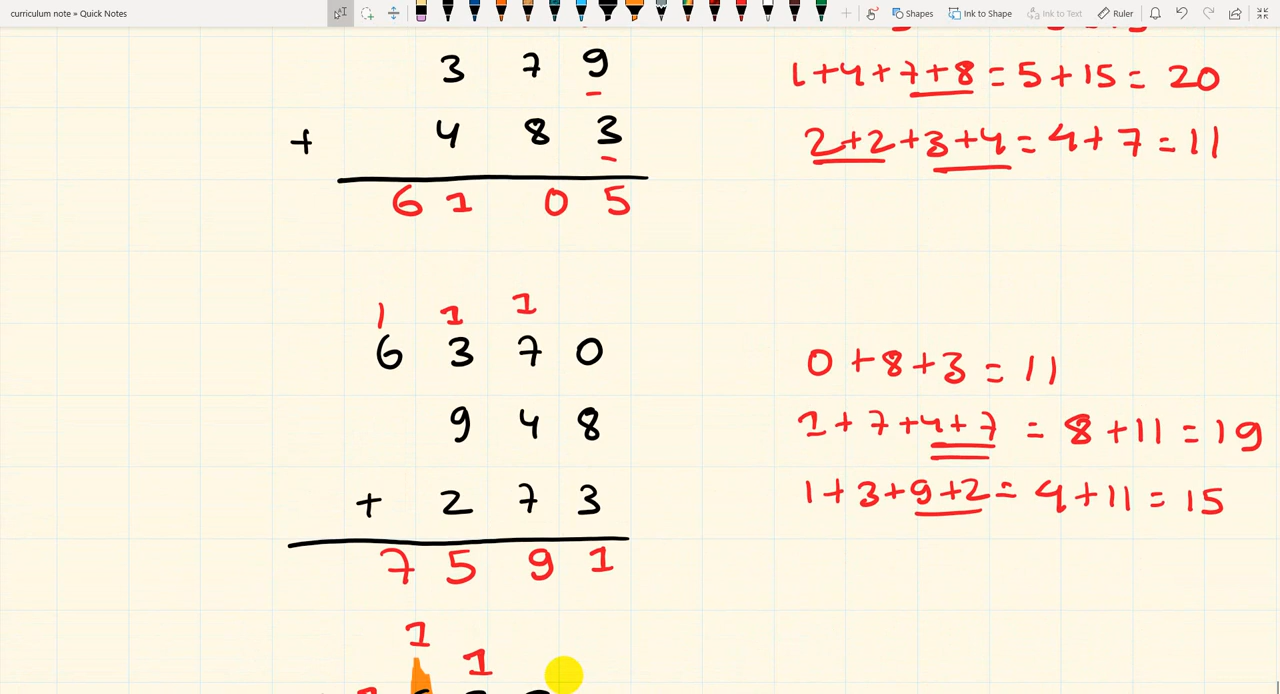 curriculum note » Quick Notes
Shapes Ink to Shape Ink to Text Ruler
3 7 9
+ 4 8 3
6 1 0 5
1+4+7+8=5+15=20
2+2+3+4=4+7=11
1 1 1
6 3 7 0
9 4 8
+ 2 7 3
7 5 9 1
0+8+3=11
1+7+4+7=8+11=19
1+3+9+2=4+11=15
1
1